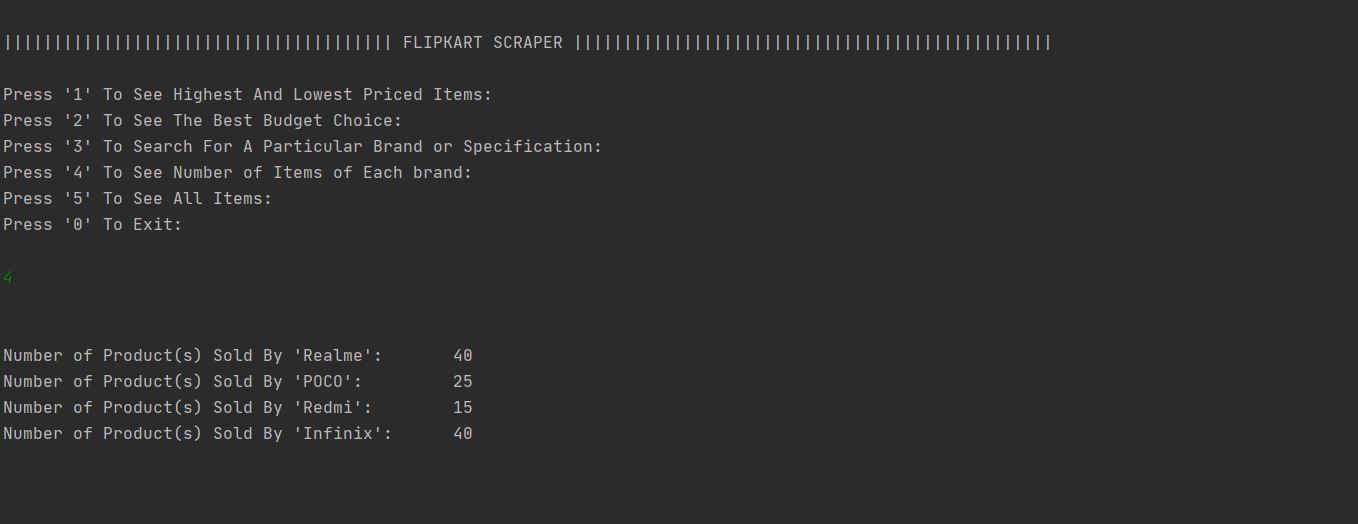 ||||||||||||||||||||||||||||||||||||||| FLIPKART SCRAPER ||||||||||||||||||||||||||||||||||||||||||||||||
Press '1' To See Highest And Lowest Priced Items:
Press '2' To See The Best Budget Choice:
Press '3' To Search For A Particular Brand or Specification:
Press '4' To See Number of Items of Each brand:
Press '5' To See All Items:
Press '0' To Exit:
4
Number of Product(s) Sold By 'Realme':       40
Number of Product(s) Sold By 'POCO':         25
Number of Product(s) Sold By 'Redmi':        15
Number of Product(s) Sold By 'Infinix':      40